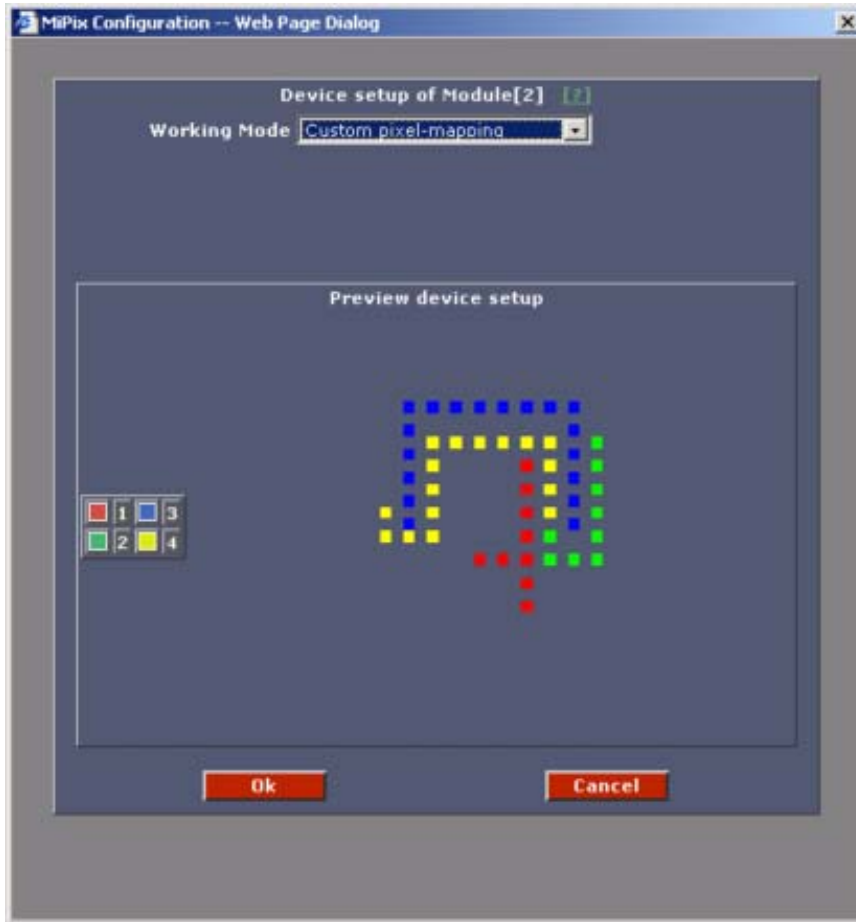 MiPix Configuration -- Web Page Dialog
Device setup of Module[2] [?]
Working Mode Custom pixel-mapping
Preview device setup
1 3
2 4
Ok Cancel